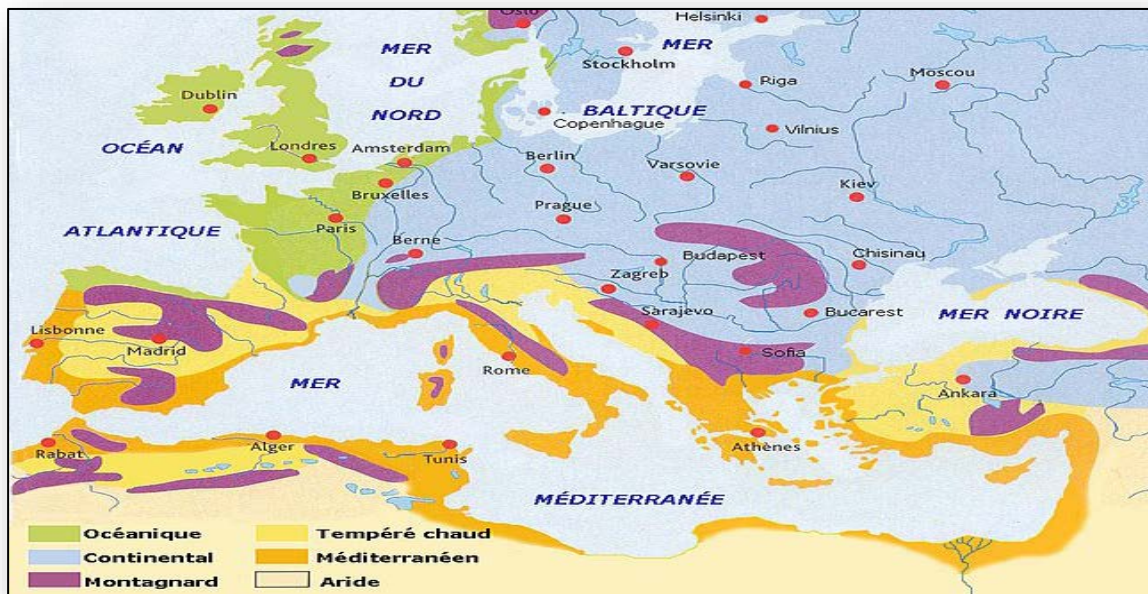 Oslo
Helsinki
MER
DU
NORD
MER
BALTIQUE
Stockholm
Riga
Moscou
Dublin
Copenhague
Vilnius
OCÉAN
ATLANTIQUE
Londres
Amsterdam
Berlin
Varsovie
Bruxelles
Kiev
Paris
Prague
Berne
Budapest
Chisinau
Zagreb
Lisbonne
Madrid
Sarajevo
Bucarest
MER NOIRE
Rome
Sofia
MER
MÉDITERRANÉE
Ankara
Rabat
Alger
Tunis
Athènes
Océanique
Continental
Montagnard
Tempéré chaud
Méditerranéen
Aride